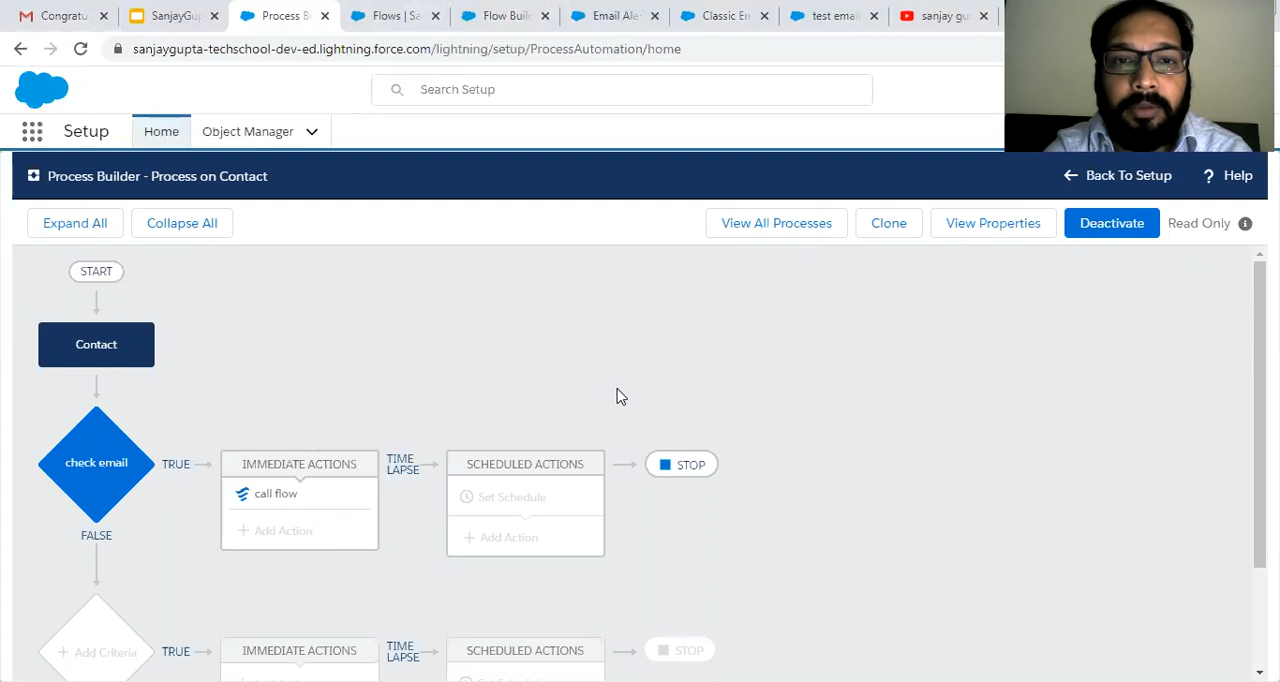 Congratu
SanjayGup
Process B
Flows | Sa
Flow Buil
Email Ale
Classic En
test email
sanjay gu
sanjaygupta-techschool-dev-ed.lightning.force.com/lightning/setup/ProcessAutomation/home
Search Setup
Setup
Home
Object Manager
Process Builder - Process on Contact
Back To Setup
? Help
Expand All
Collapse All
View All Processes
Clone
View Properties
Deactivate
Read Only
START
Contact
check email
TRUE
IMMEDIATE ACTIONS
TIME
LAPSE
SCHEDULED ACTIONS
STOP
call flow
Set Schedule
+ Add Action
+ Add Action
FALSE
+ Add Criteria
TRUE
IMMEDIATE ACTIONS
TIME
LAPSE
SCHEDULED ACTIONS
STOP